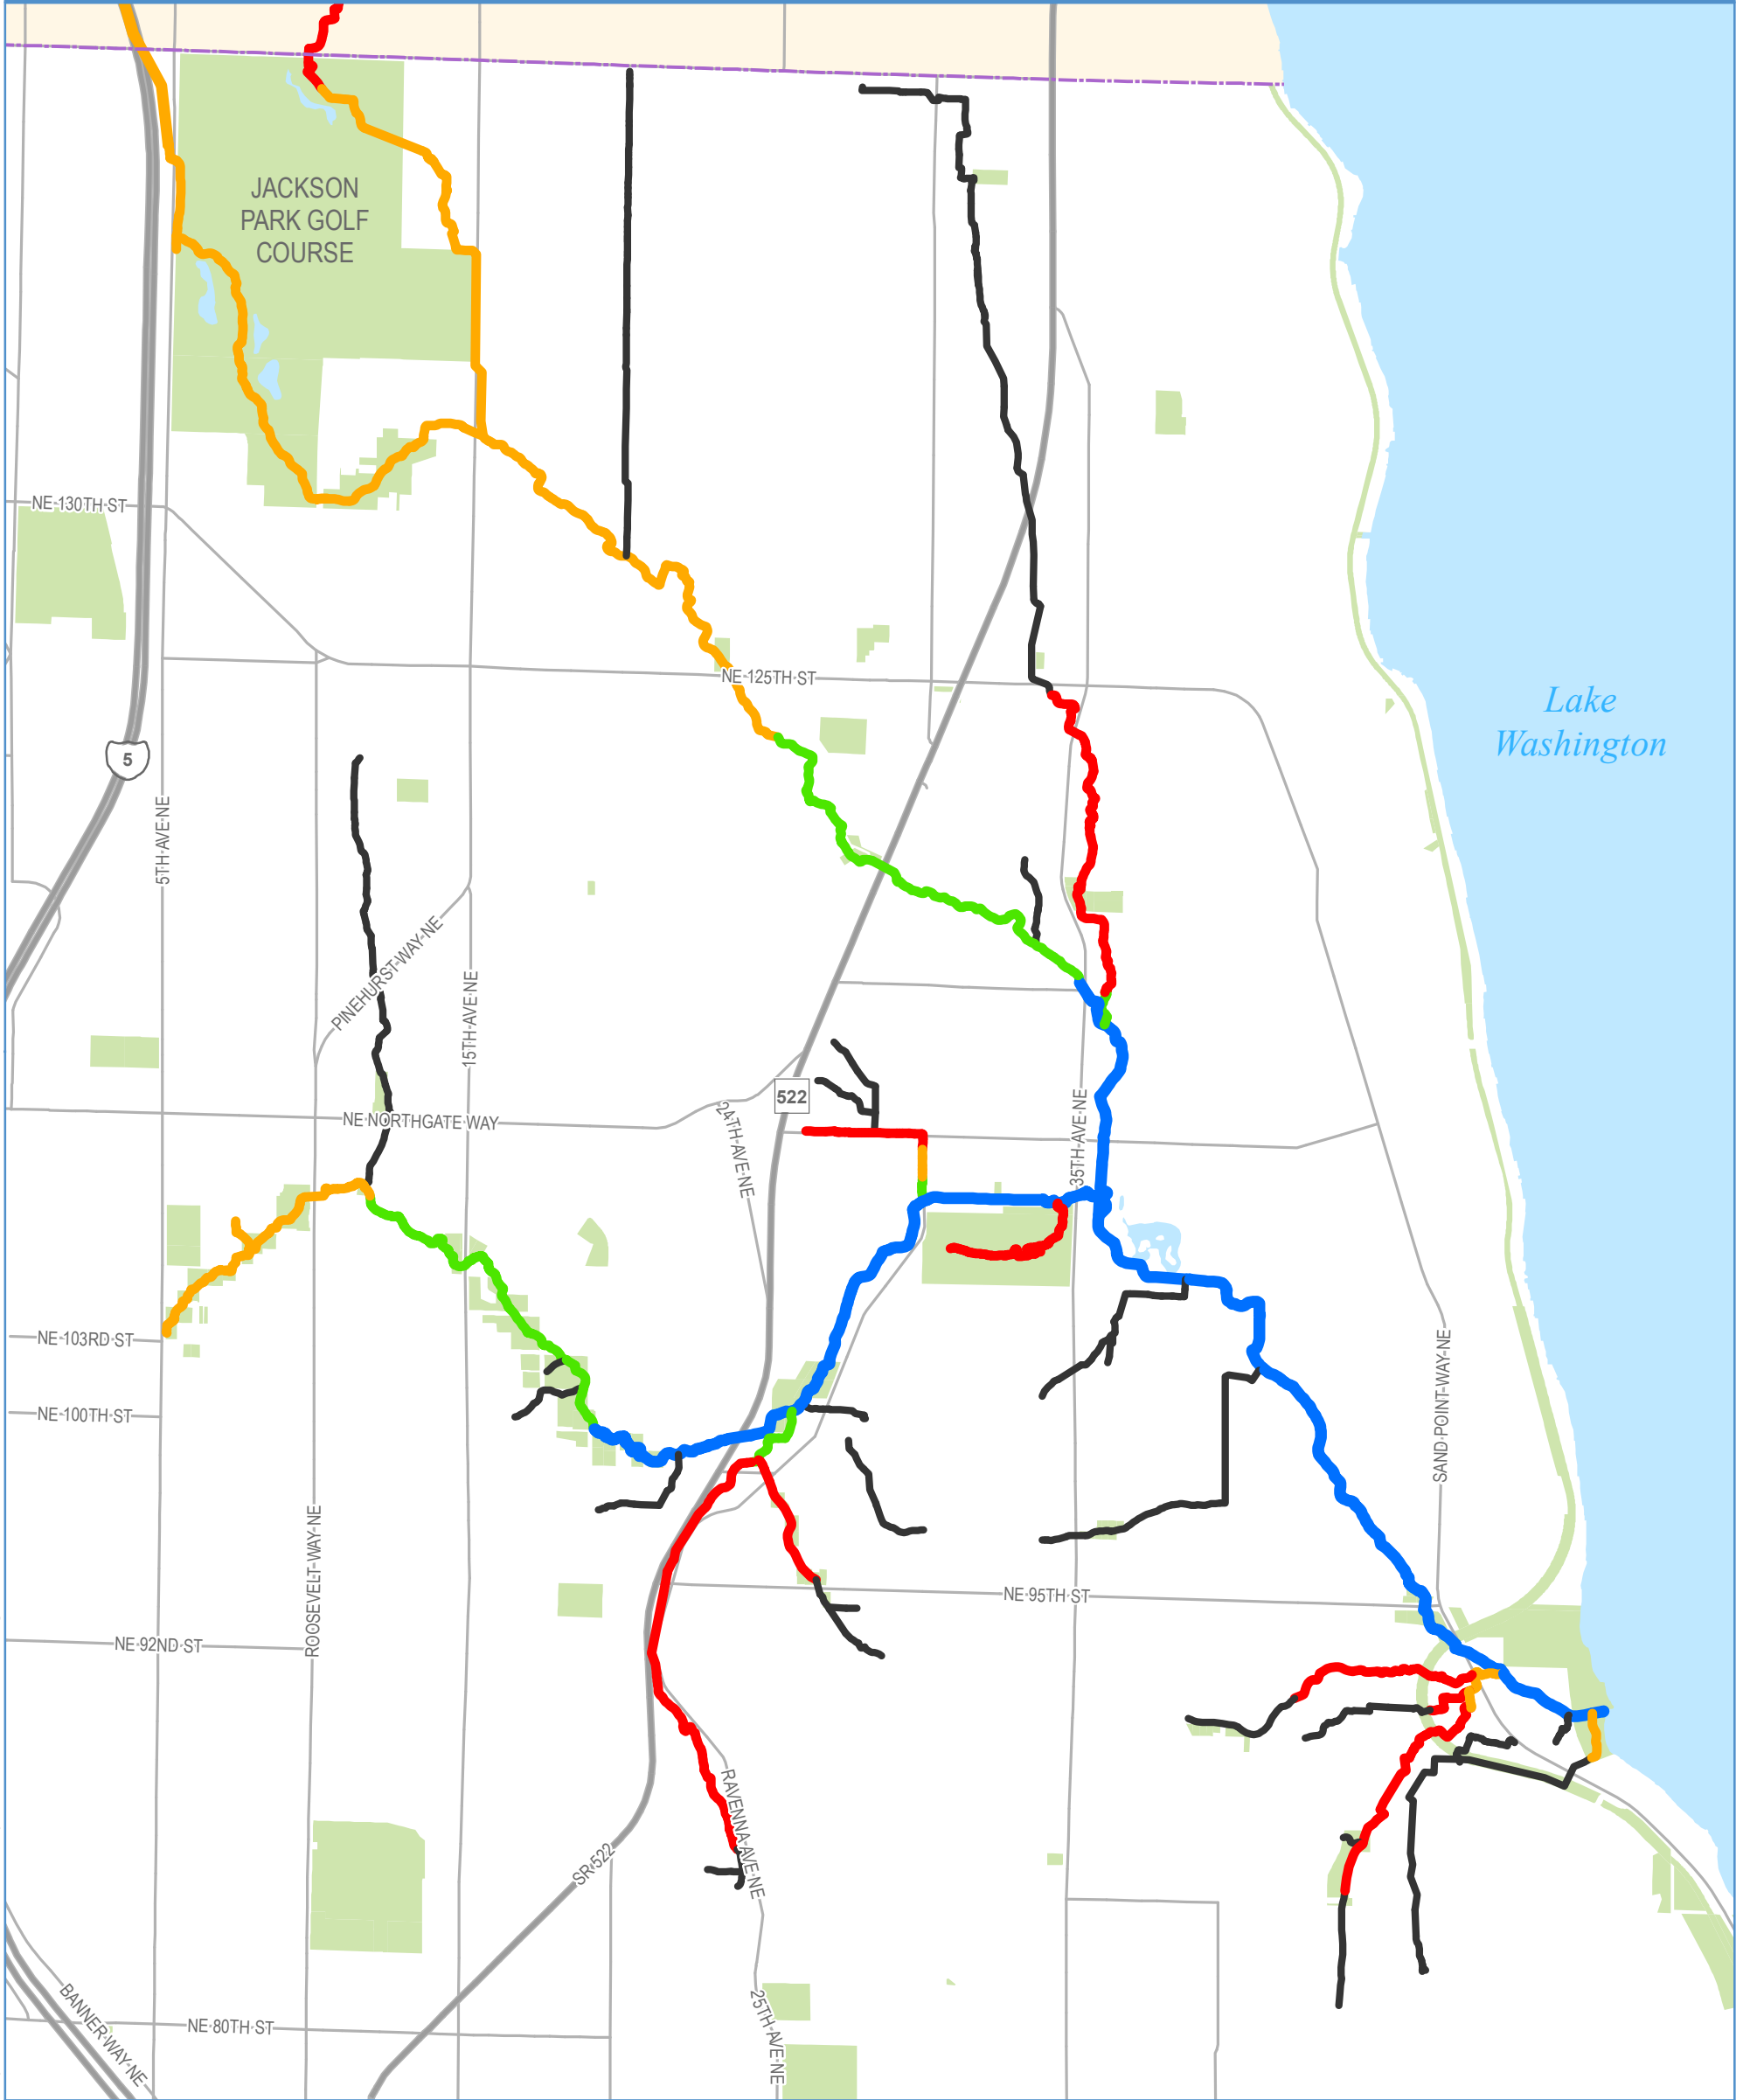 JACKSON
PARK GOLF
COURSE
NE 130TH ST
NE 125TH ST
Lake
Washington
5
5TH AVE NE
PINEHURST WAY NE
15TH AVE NE
522
NE NORTHGATE WAY
24TH AVE NE
35TH AVE NE
NE 103RD ST
SAND POINT WAY NE
NE 100TH ST
ROOSEVELT WAY NE
NE 95TH ST
NE 92ND ST
RAVENNA AVE NE
SR 522
BANNER WAY NE
NE 80TH ST
25TH AVE NE